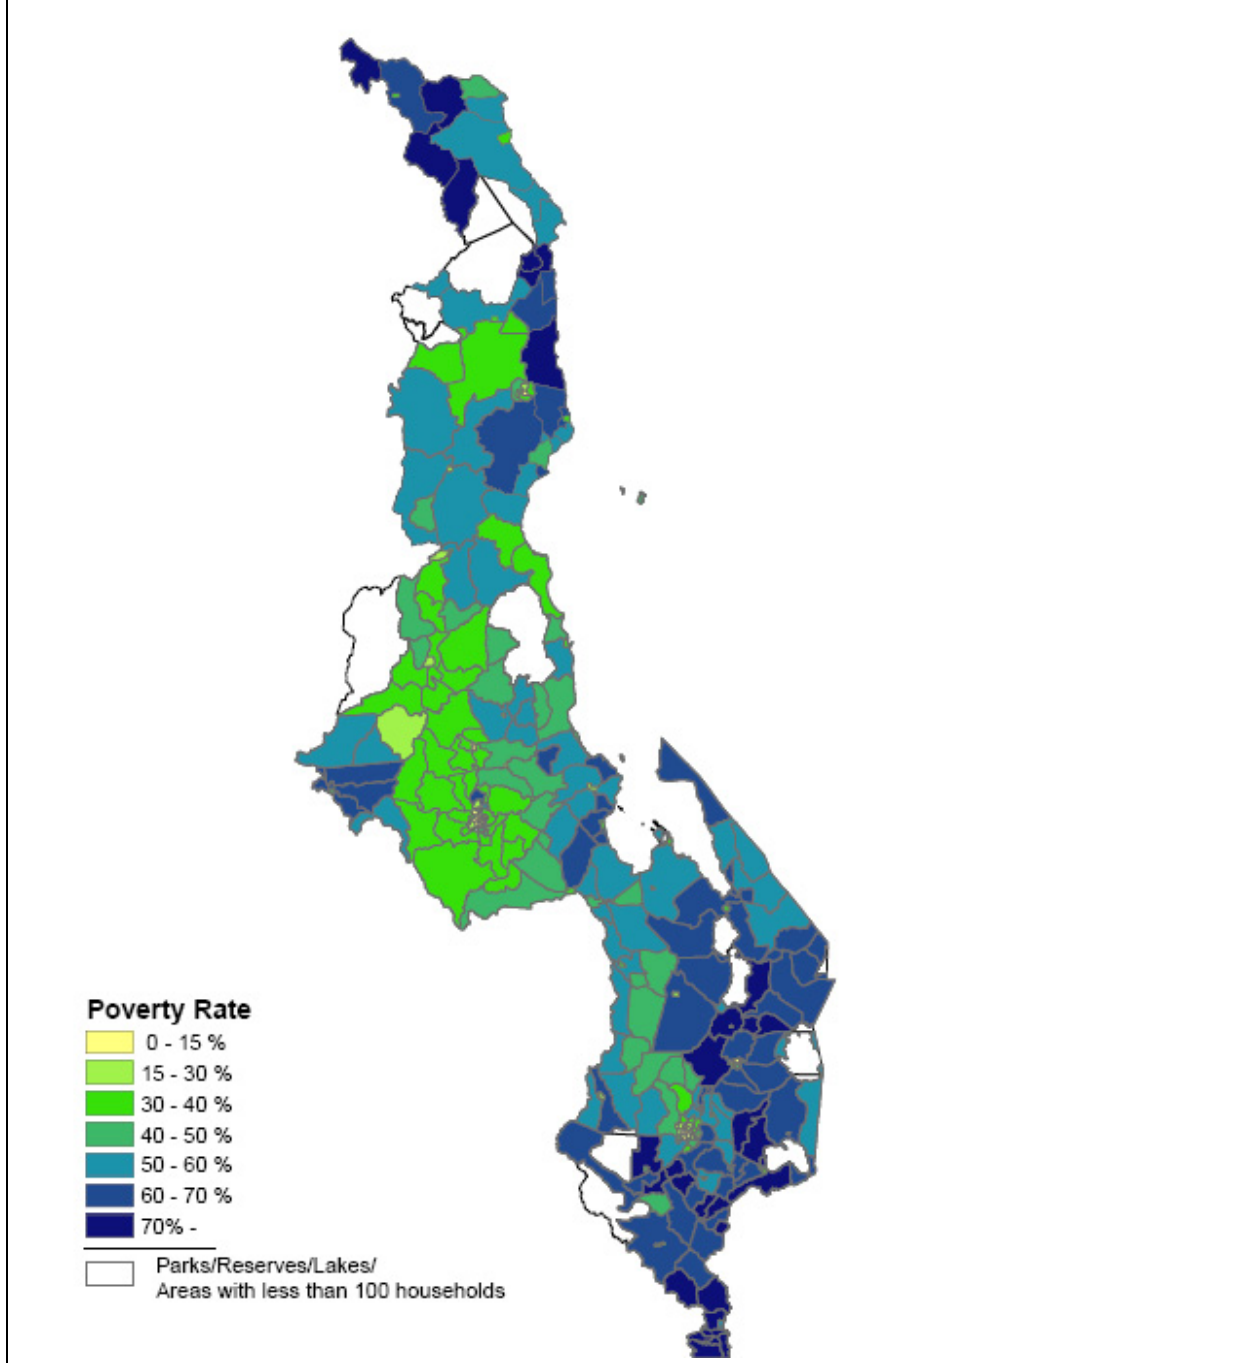 Poverty Rate
0 - 15 %
15 - 30 %
30 - 40 %
40 - 50 %
50 - 60 %
60 - 70 %
70% -
Parks/Reserves/Lakes/
Areas with less than 100 households